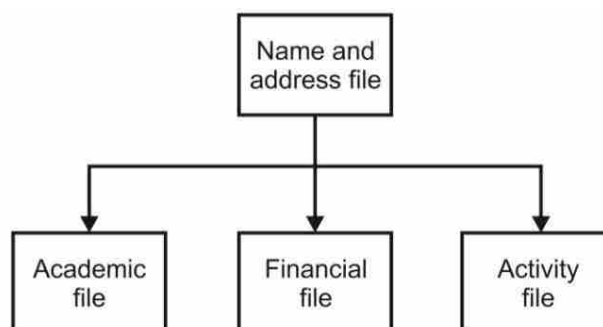 Name and
address file
Academic
file
Financial
file
Activity
file